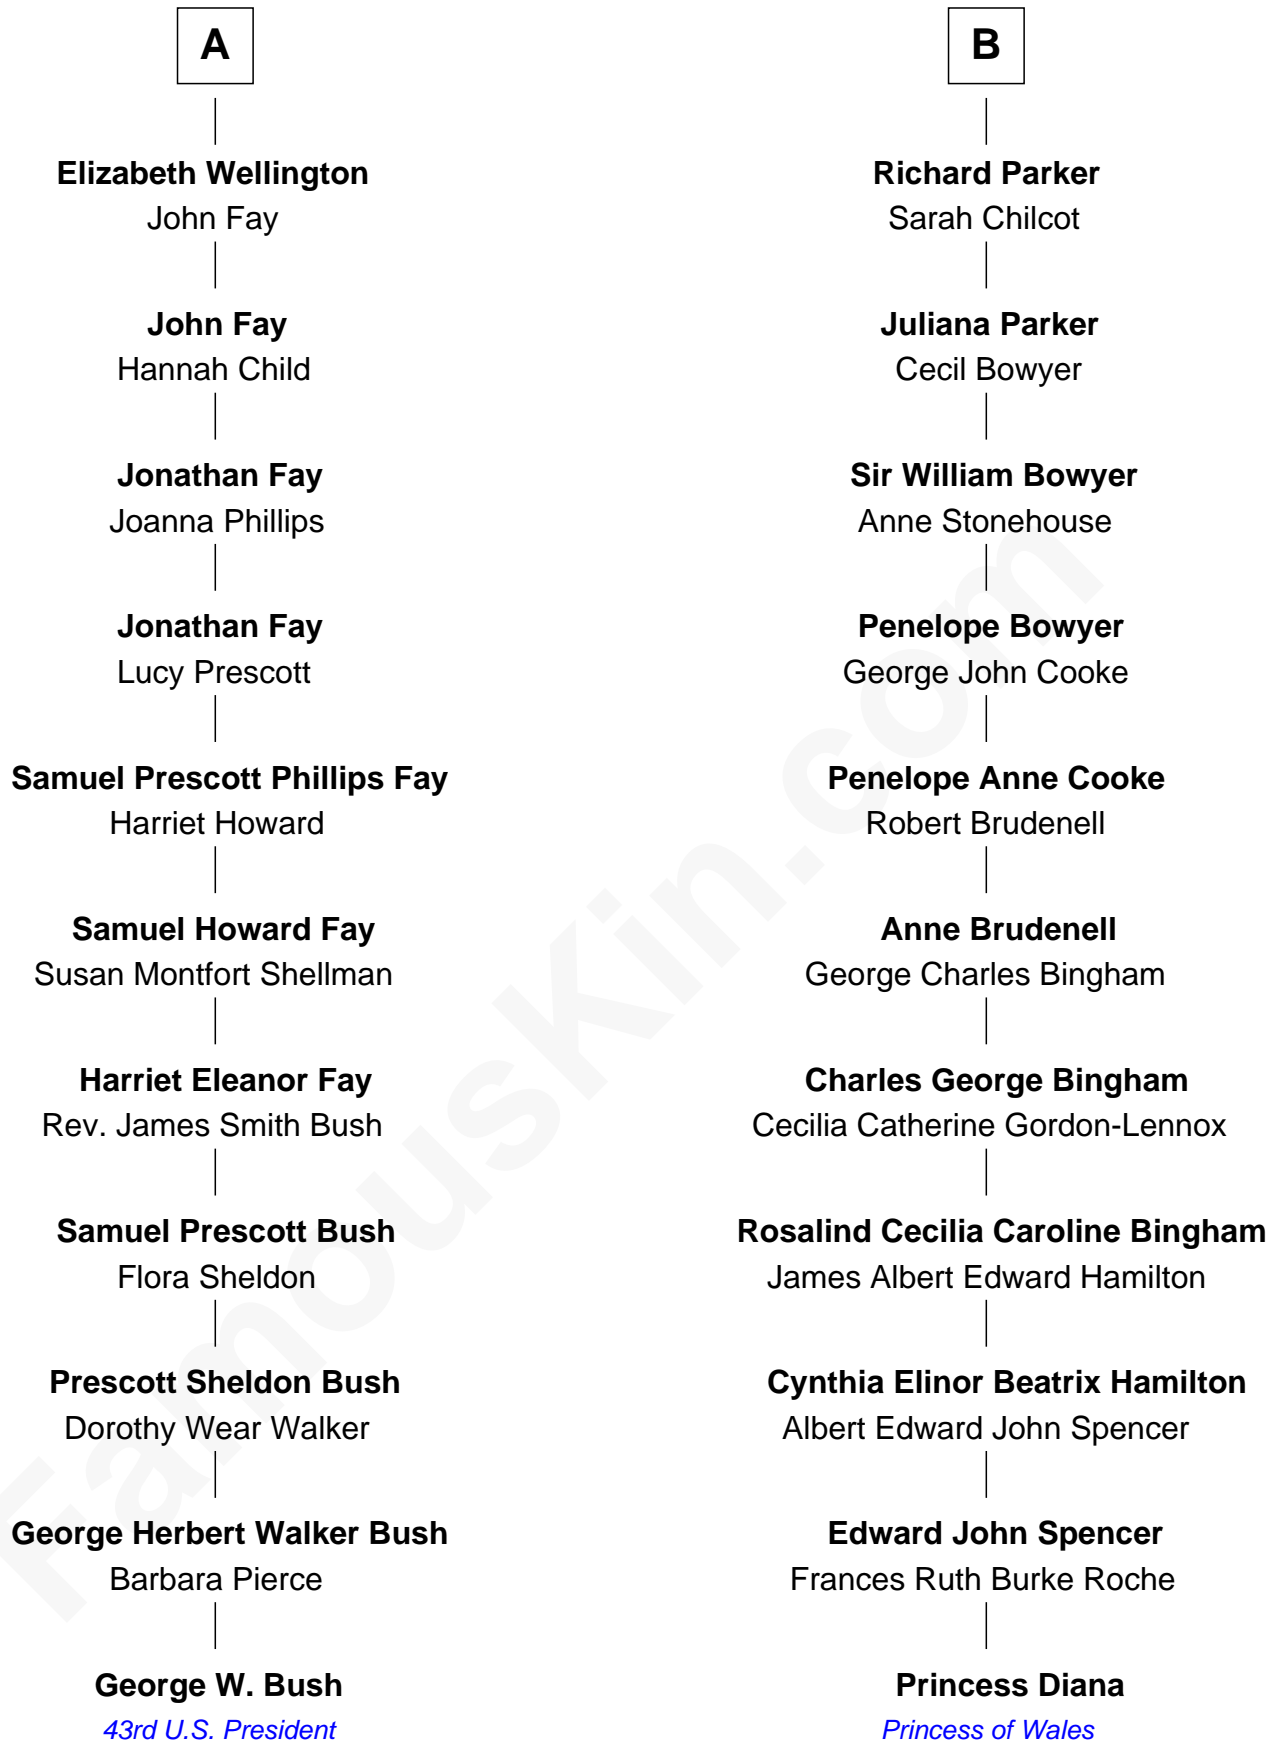 A
Elizabeth Wellington
John Fay
John Fay
Hannah Child
Jonathan Fay
Joanna Phillips
Jonathan Fay
Lucy Prescott
Samuel Prescott Phillips Fay
Harriet Howard
Samuel Howard Fay
Susan Montfort Shellman
Harriet Eleanor Fay
Rev. James Smith Bush
Samuel Prescott Bush
Flora Sheldon
Prescott Sheldon Bush
Dorothy Wear Walker
George Herbert Walker Bush
Barbara Pierce
George W. Bush
43rd U.S. President
B
Richard Parker
Sarah Chilcot
Juliana Parker
Cecil Bowyer
Sir William Bowyer
Anne Stonehouse
Penelope Bowyer
George John Cooke
Penelope Anne Cooke
Robert Brudenell
Anne Brudenell
George Charles Bingham
Charles George Bingham
Cecilia Catherine Gordon-Lennox
Rosalind Cecilia Caroline Bingham
James Albert Edward Hamilton
Cynthia Elinor Beatrix Hamilton
Albert Edward John Spencer
Edward John Spencer
Frances Ruth Burke Roche
Princess Diana
Princess of Wales
FamousKin.com